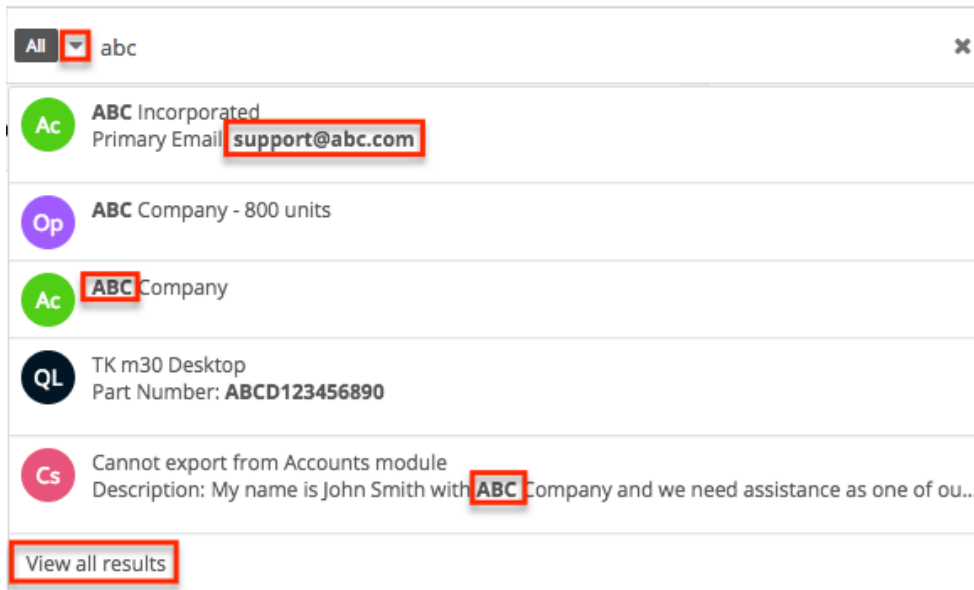 All abc
Ac
ABC Incorporated
Primary Email support@abc.com
Op
ABC Company - 800 units
Ac
ABC Company
QL
TK m30 Desktop
Part Number: ABCD123456890
Cs
Cannot export from Accounts module
Description: My name is John Smith with ABC Company and we need assistance as one of ou...
View all results